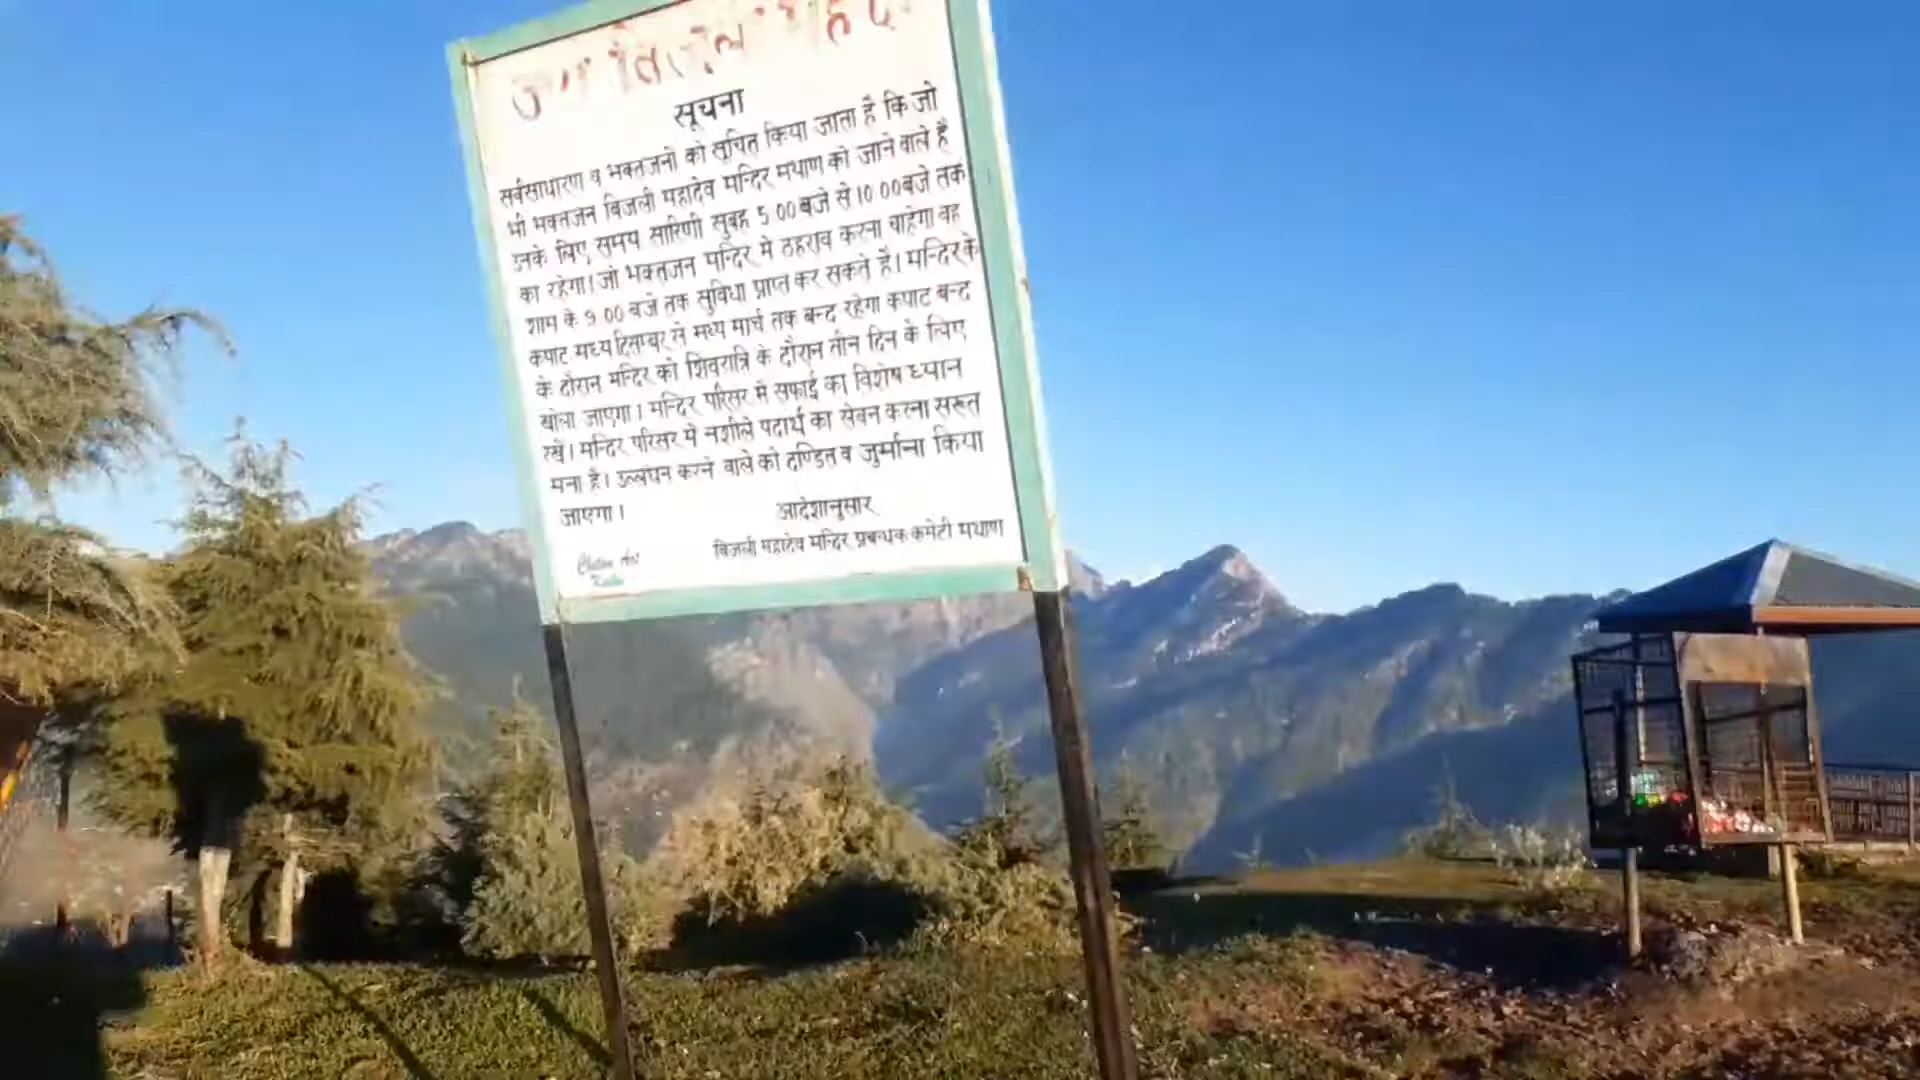 सूचना
सर्वसाधारण व भक्तजनो को सूचित किया जाता है कि जो
भी भक्तजन बिजली महादेव मन्दिर मथाण को जाने वाले है
उनके लिए समय सारिणी सुबह 5 00 बजे से 10 00 बजे तक
का रहेगा। जो भक्तजन मन्दिर मे ठहराव करना चाहेगा वह
शाम के 9 00 बजे तक सुविधा प्राप्त कर सकते है। मन्दिर के
कपाट मध्य दिसम्बर से मध्य मार्च तक बन्द रहेगा कपाट बन्द
के दौरान मन्दिर को शिवरात्रि के दौरान तीन दिन के लिए
खोला जाएगा। मन्दिर परिसर मे सफाई का विशेष ध्यान
रखे। मन्दिर परिसर मे नशीले पदार्थ का सेवन करना सख्त
मना है। उल्लंघन करने वाले को दण्डित व जुर्माना किया
जाएगा।
आदेशानुसार
बिजली महादेव मन्दिर प्रबन्धक कमेटी मथाण